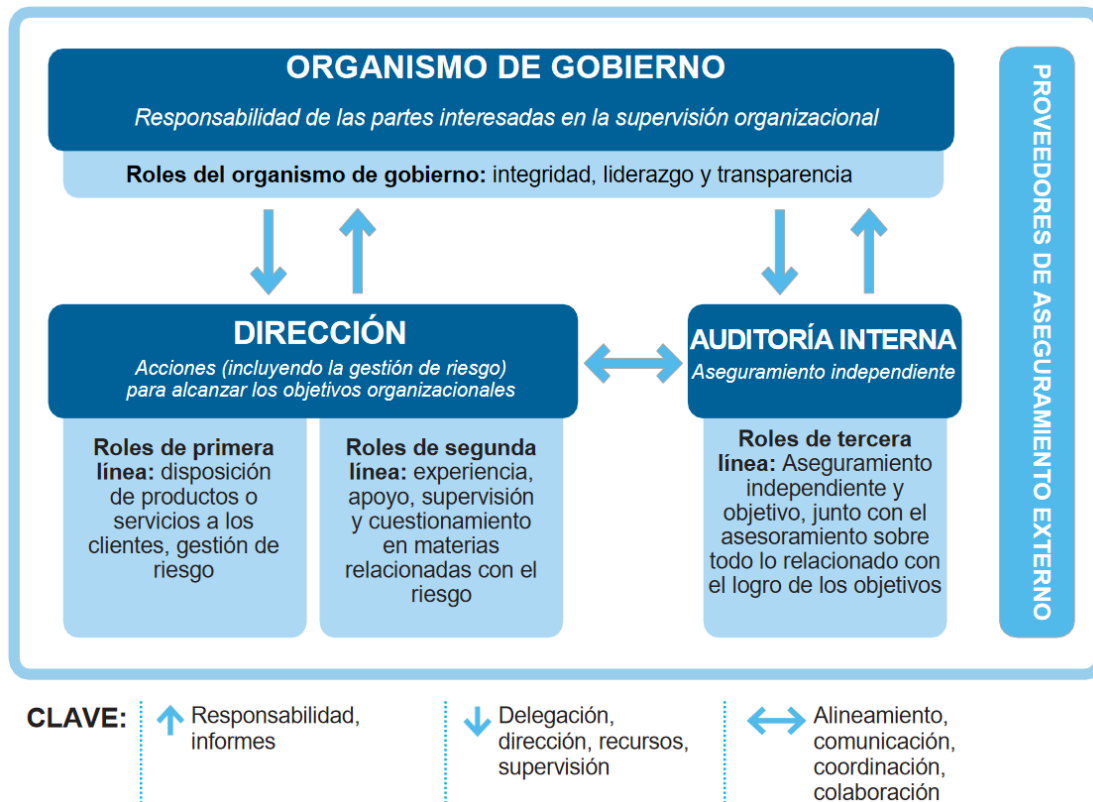 ORGANISMO DE GOBIERNO
Responsabilidad de las partes interesadas en la supervisión organizacional
Roles del organismo de gobierno: integridad, liderazgo y transparencia
DIRECCIÓN
Acciones (incluyendo la gestión de riesgo)
para alcanzar los objetivos organizacionales
Roles de primera
línea: disposición
de productos o
servicios a los
clientes, gestión de
riesgo
Roles de segunda
línea: experiencia,
apoyo, supervisión
y cuestionamiento
en materias
relacionadas con el
riesgo
AUDITORÍA INTERNA
Aseguramiento independiente
Roles de tercera
línea: Aseguramiento
independiente y
objetivo, junto con el
asesoramiento sobre
todo lo relacionado con
el logro de los objetivos
PROVEEDORES DE ASEGURAMIENTO EXTERNO
CLAVE:
Responsabilidad,
informes
Delegación,
dirección, recursos,
supervisión
Alineamiento,
comunicación,
coordinación,
colaboración